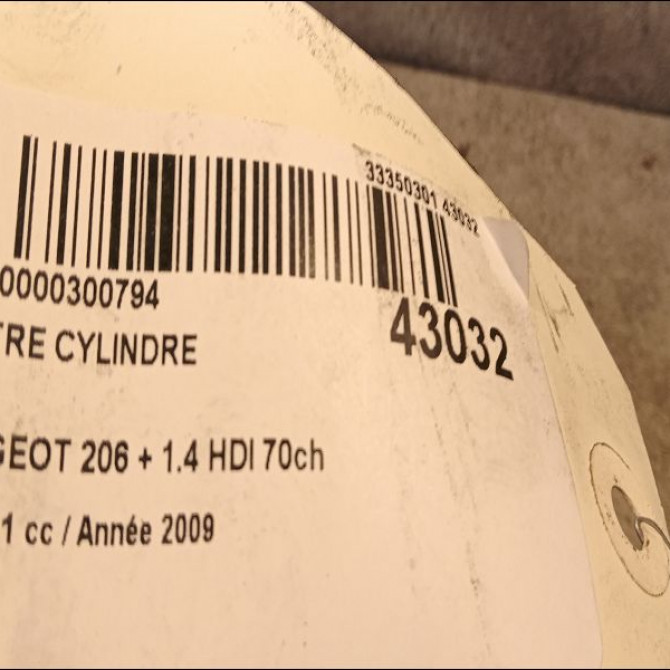 33350301 43032
0000300794
43032
TRE CYLINDRE
GEOT 206 + 1.4 HDI 70ch
1 cc / Année 2009